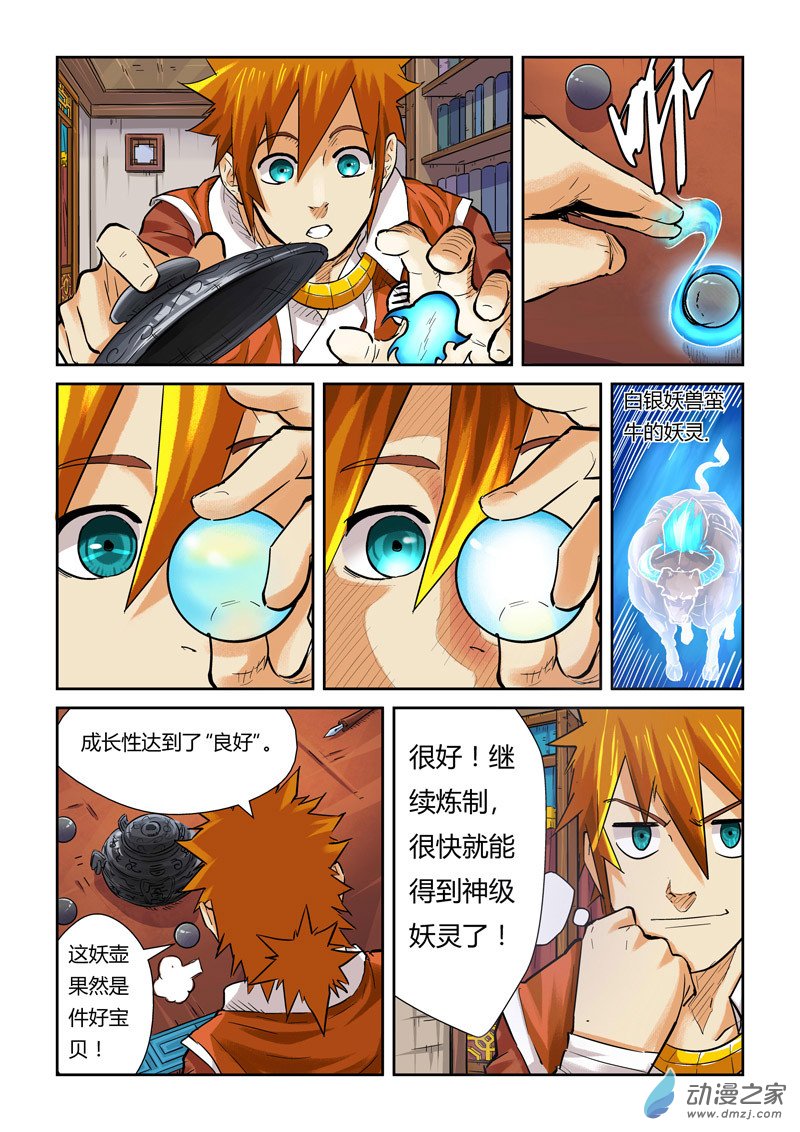 白银妖兽蛮
牛的妖灵.
成长性达到了“良好”。
这妖壶
果然是
件好宝
贝！
很好！继
续炼制，
很快就能
得到神级
妖灵了！
动漫之家
www.dmzj.com